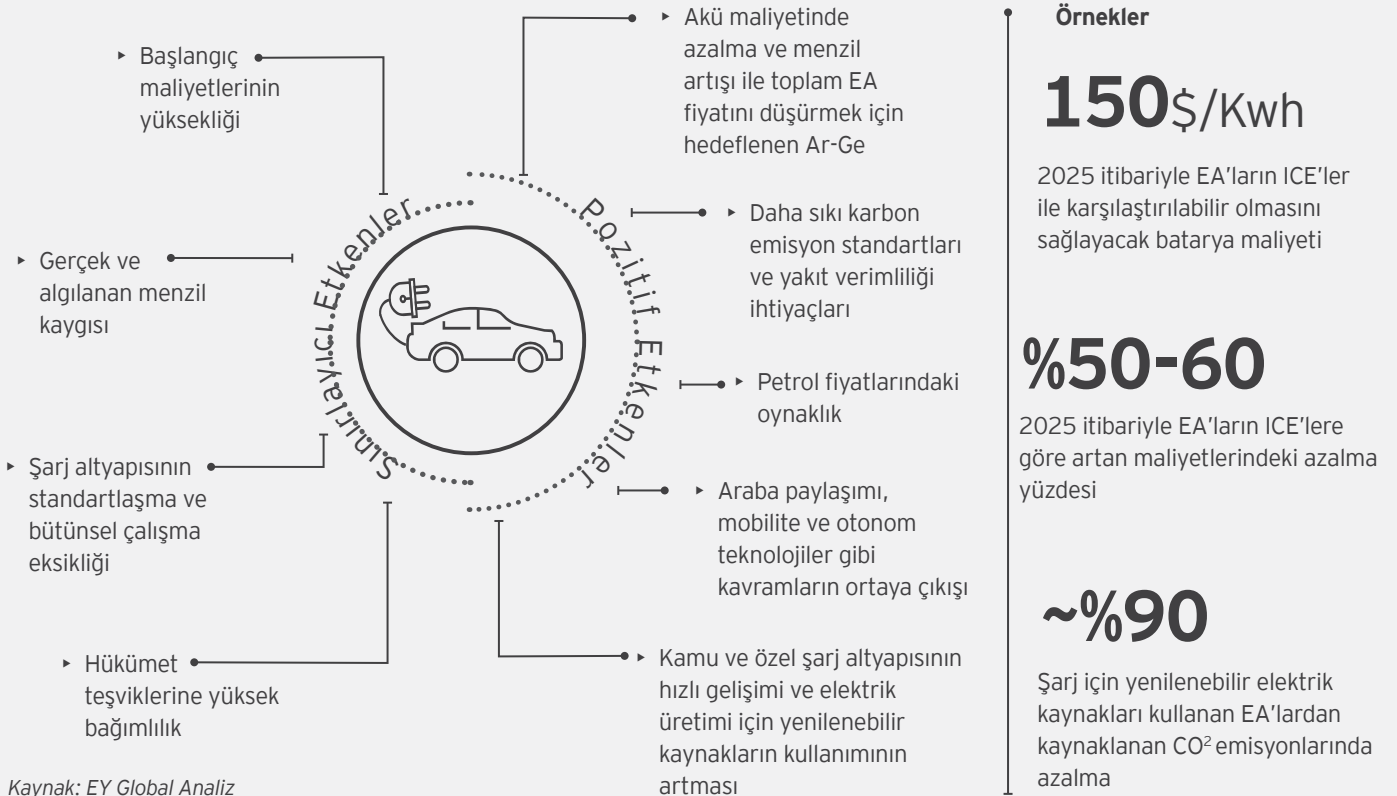 ▸ Başlangıç
maliyetlerinin
yüksekliği
▸ Gerçek ve
algılanan menzil
kaygısı
▸ Şarj altyapısının
standartlaşma ve
bütünsel çalışma
eksikliği
▸ Hükümet
teşviklerine yüksek
bağımlılık
Kaynak: EY Global Analiz
Sınırlayıcı Etkenler
Pozitif Etkenler
▸ Akü maliyetinde
azalma ve menzil
artışı ile toplam EA
fiyatını düşürmek için
hedeflenen Ar-Ge
▸ Daha sıkı karbon
emisyon standartları
ve yakıt verimliliği
ihtiyaçları
▸ Petrol fiyatlarındaki
oynaklık
▸ Araba paylaşımı,
mobilite ve otonom
teknolojiler gibi
kavramların ortaya çıkışı
▸ Kamu ve özel şarj altyapısının
hızlı gelişimi ve elektrik
üretimi için yenilenebilir
kaynakların kullanımının
artması
Örnekler
150$/Kwh
2025 itibariyle EA'ların ICE'ler
ile karşılaştırılabilir olmasını
sağlayacak batarya maliyeti
%50-60
2025 itibariyle EA'ların ICE'lere
göre artan maliyetlerindeki azalma
yüzdesi
~%90
Şarj için yenilenebilir elektrik
kaynakları kullanan EA'lardan
kaynaklanan CO² emisyonlarında
azalma